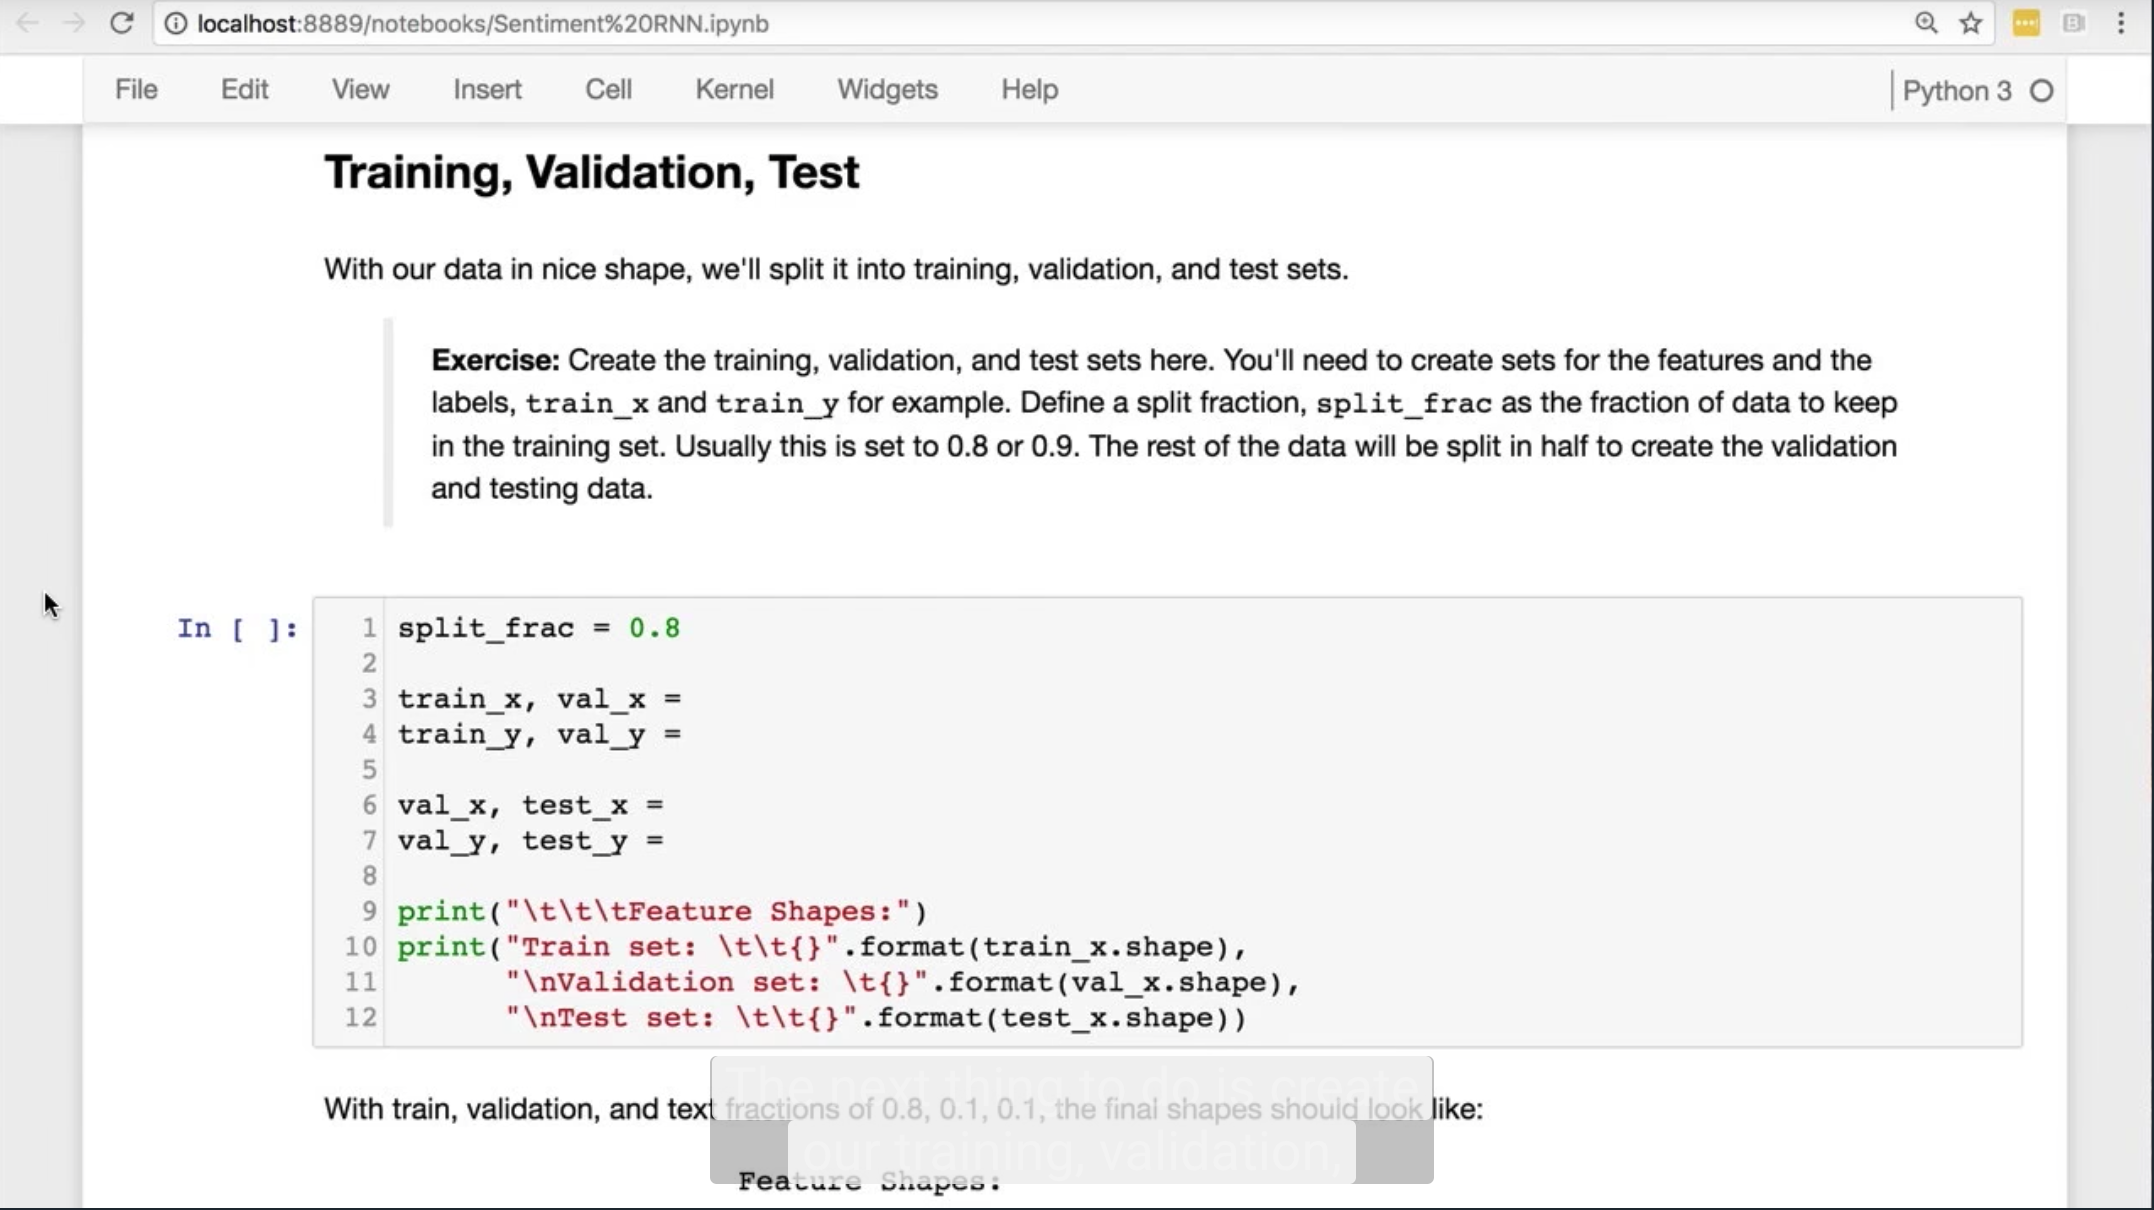 localhost:8889/notebooks/Sentiment%20RNN.ipynb
File Edit View Insert Cell Kernel Widgets Help Python 3
Training, Validation, Test
With our data in nice shape, we'll split it into training, validation, and test sets.
Exercise: Create the training, validation, and test sets here. You'll need to create sets for the features and the
labels, train_x and train_y for example. Define a split fraction, split_frac as the fraction of data to keep
in the training set. Usually this is set to 0.8 or 0.9. The rest of the data will be split in half to create the validation
and testing data.
In [ ]:
1 split_frac = 0.8
2
3 train_x, val_x =
4 train_y, val_y =
5
6 val_x, test_x =
7 val_y, test_y =
8
9 print("\t\t\tFeature Shapes:")
10 print("Train set: \t\t{}".format(train_x.shape),
11 "\nValidation set: \t{}".format(val_x.shape),
12 "\nTest set: \t\t{}".format(test_x.shape))
The next thing to do is create
With train, validation, and text fractions of 0.8, 0.1, 0.1, the final shapes should look like:
our training, validation,
Feature Shapes: